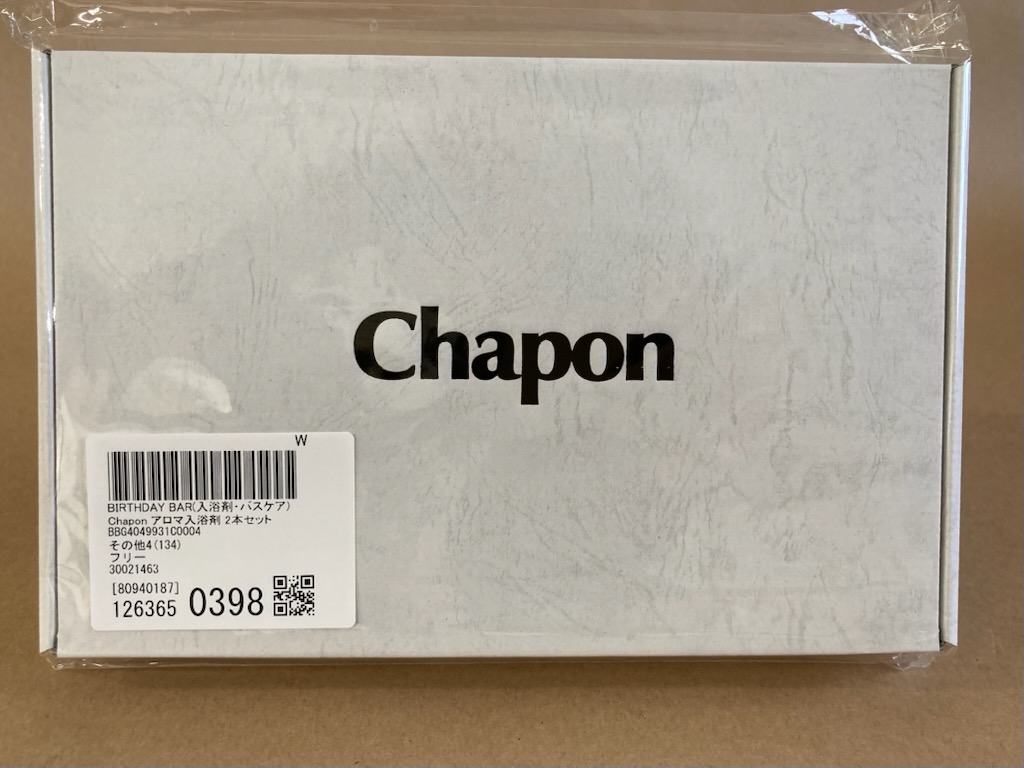 Chapon
W
BIRTHDAY BAR(入浴剤・バスケア)
Chapon アロマ入浴剤 2本セット
BBG4049931C0004
その他4(134)
フリー
30021463
[80940187]
126365 0398